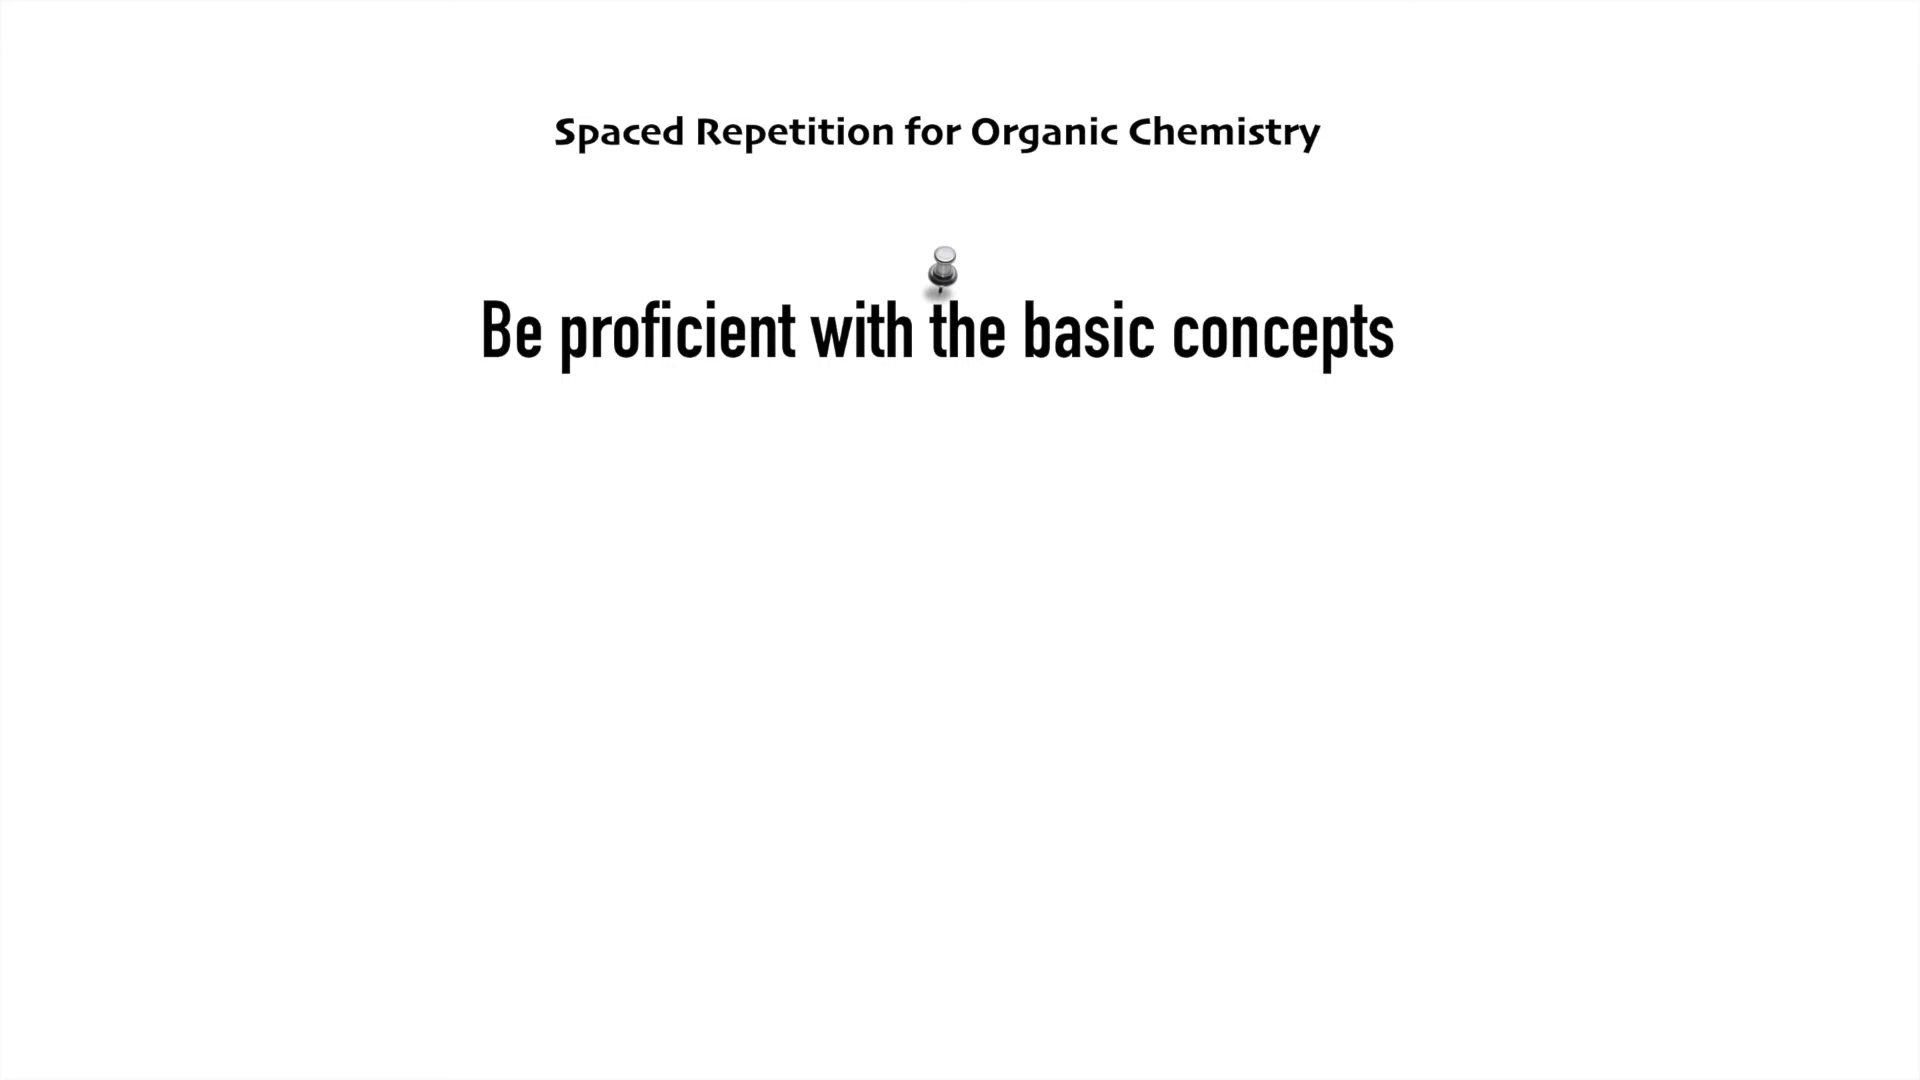 Spaced Repetition for Organic Chemistry
Be proficient with the basic concepts